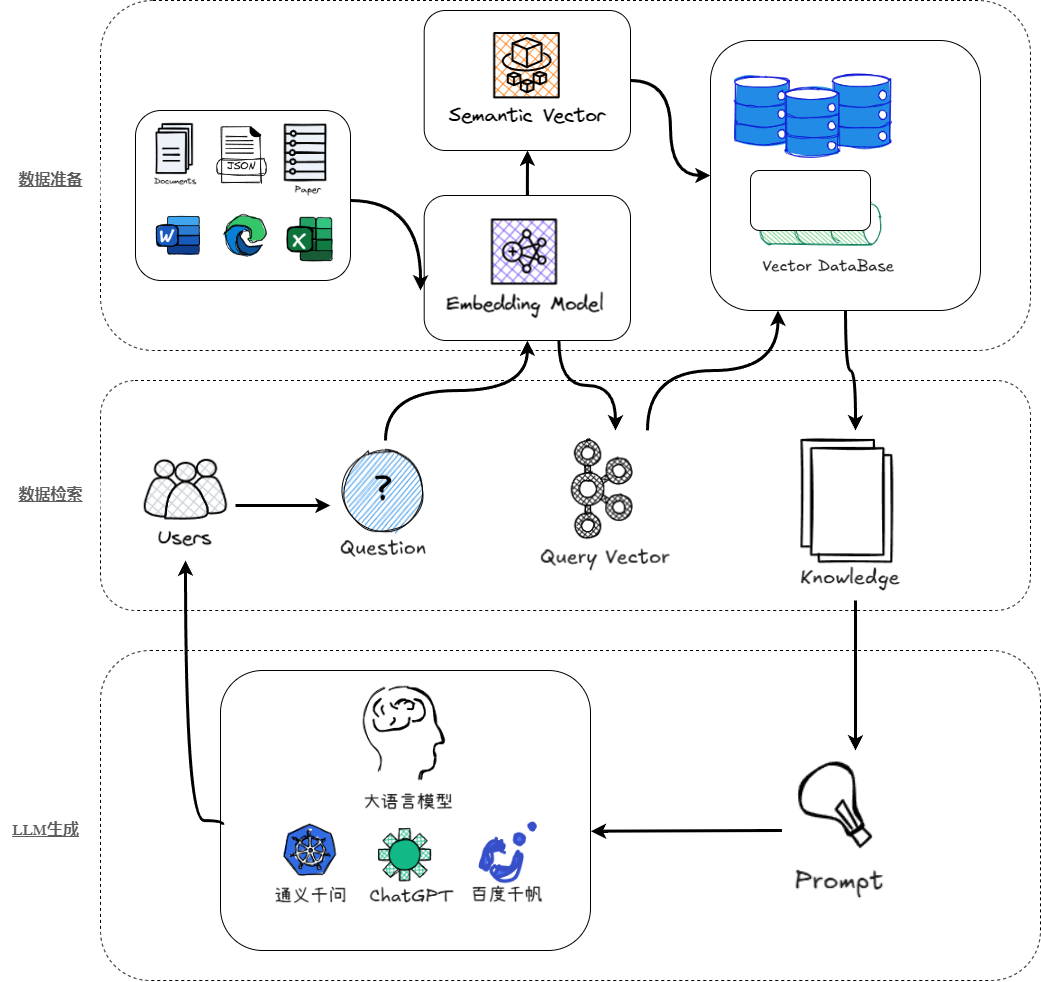 Semantic Vector
Documents
JSON
Paper
数据准备
W
X
Vector DataBase
Embedding Model
?
数据检索
Users
Question
Query Vector
Knowledge
大语言模型
LLM生成
Prompt
通义千问
ChatGPT
百度千帆